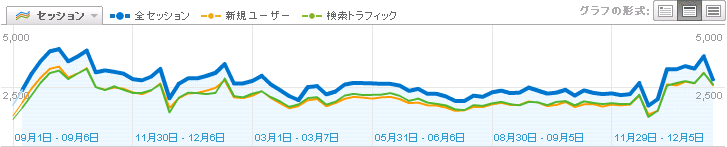 セッション 全セッション 新規ユーザー 検索トラフィック グラフの形式:
5,000 5,000
2,500 2,500
09月1日 - 09月6日 11月30日 - 12月6日 03月1日 - 03月7日 05月31日 - 06月6日 08月30日 - 09月5日 11月29日 - 12月5日